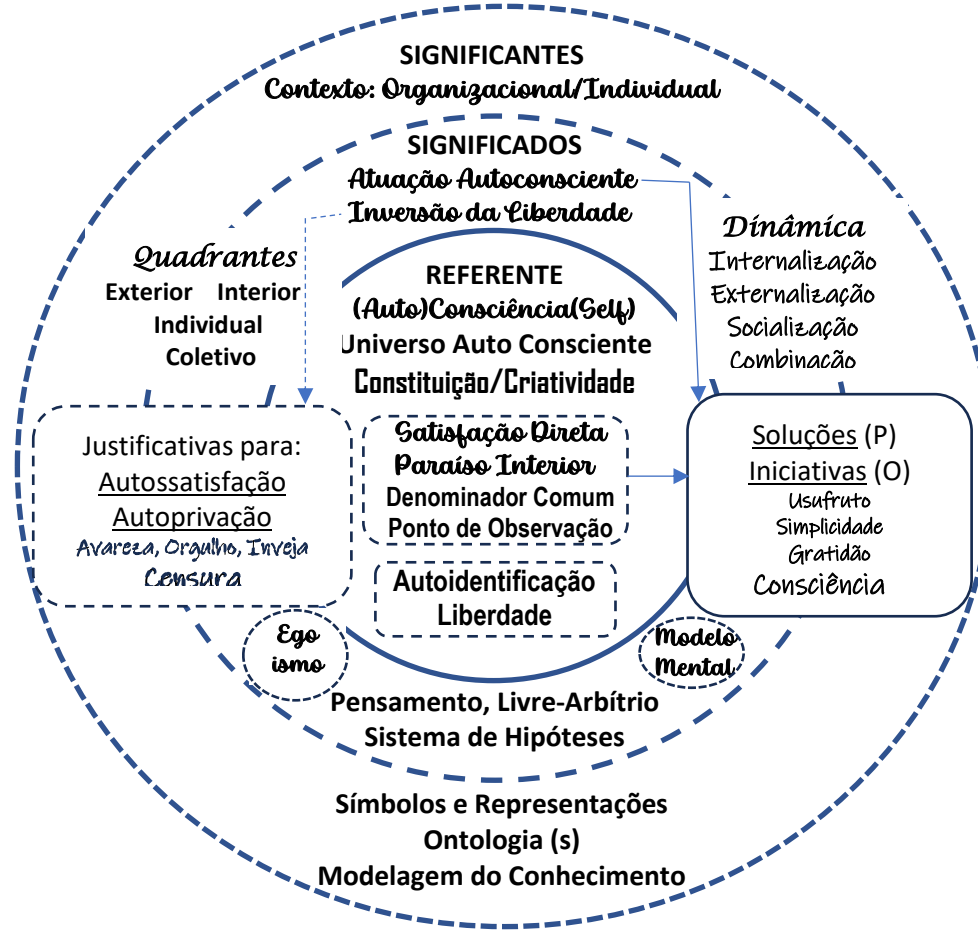 SIGNIFICANTES
Contexto: Organizacional/Individual
SIGNIFICADOS
Atuação Autoconsciente
Inversão da Liberdade
Quadrantes
Exterior Interior
Individual
Coletivo
Dinâmica
Internalização
Externalização
Socialização
Combinação
REFERENTE
(Auto)Consciência(Self)
Universo Auto Consciente
Constituição/Criatividade
Justificativas para:
Autossatisfação
Autoprivação
Avareza, Orgulho, Inveja
Censura
Satisfação Direta
Paraíso Interior
Denominador Comum
Ponto de Observação
Autoidentificação
Liberdade
Soluções (P)
Iniciativas (O)
Usufruto
Simplicidade
Gratidão
Consciência
Ego
ismo
Modelo
Mental
Pensamento, Livre-Arbítrio
Sistema de Hipóteses
Símbolos e Representações
Ontologia (s)
Modelagem do Conhecimento